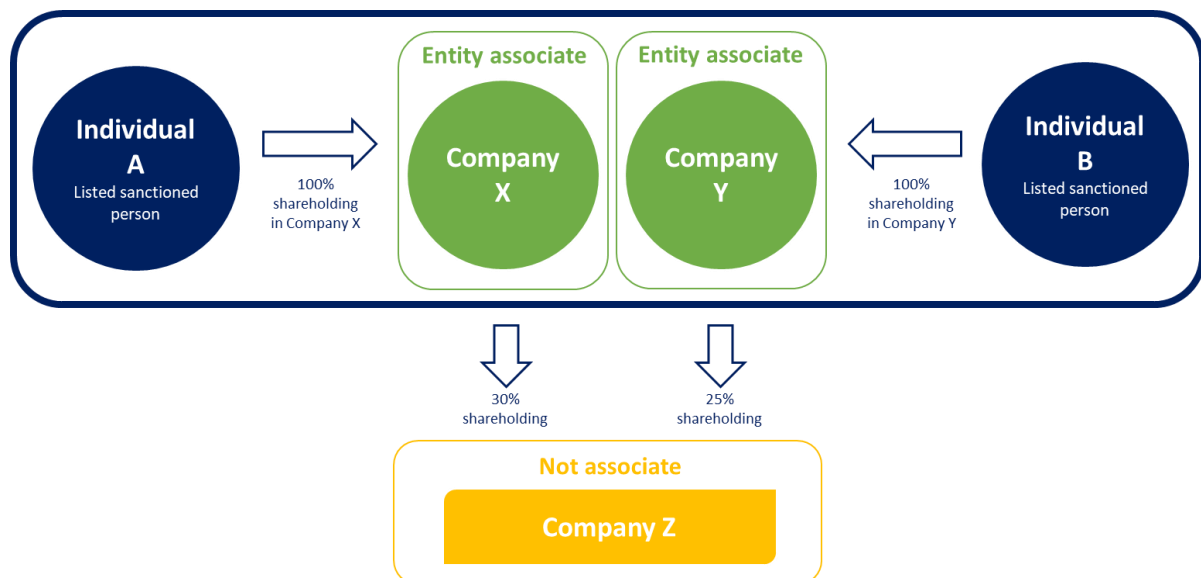 Entity associate
Entity associate
Individual
A
Listed sanctioned
person
100%
shareholding
in Company X
Company
X
Company
Y
100%
shareholding
in Company Y
Individual
B
Listed sanctioned
person
30%
shareholding
25%
shareholding
Not associate
Company Z